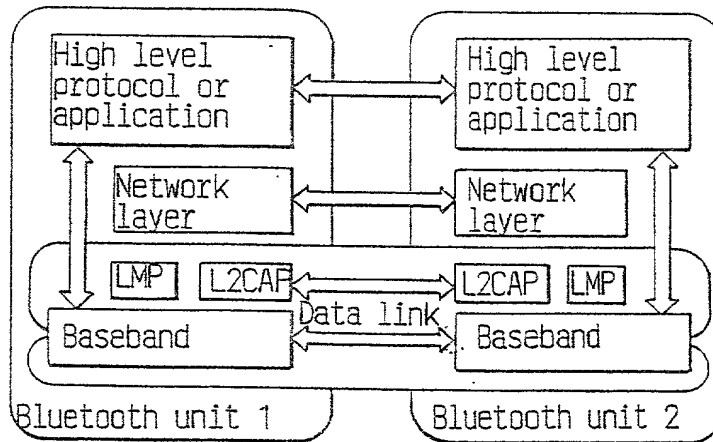 High level
protocol or
application
High level
protocol or
application
Network
layer
Network
layer
LMP
L2CAP
L2CAP
LMP
Data link
Baseband
Baseband
Bluetooth unit 1
Bluetooth unit 2